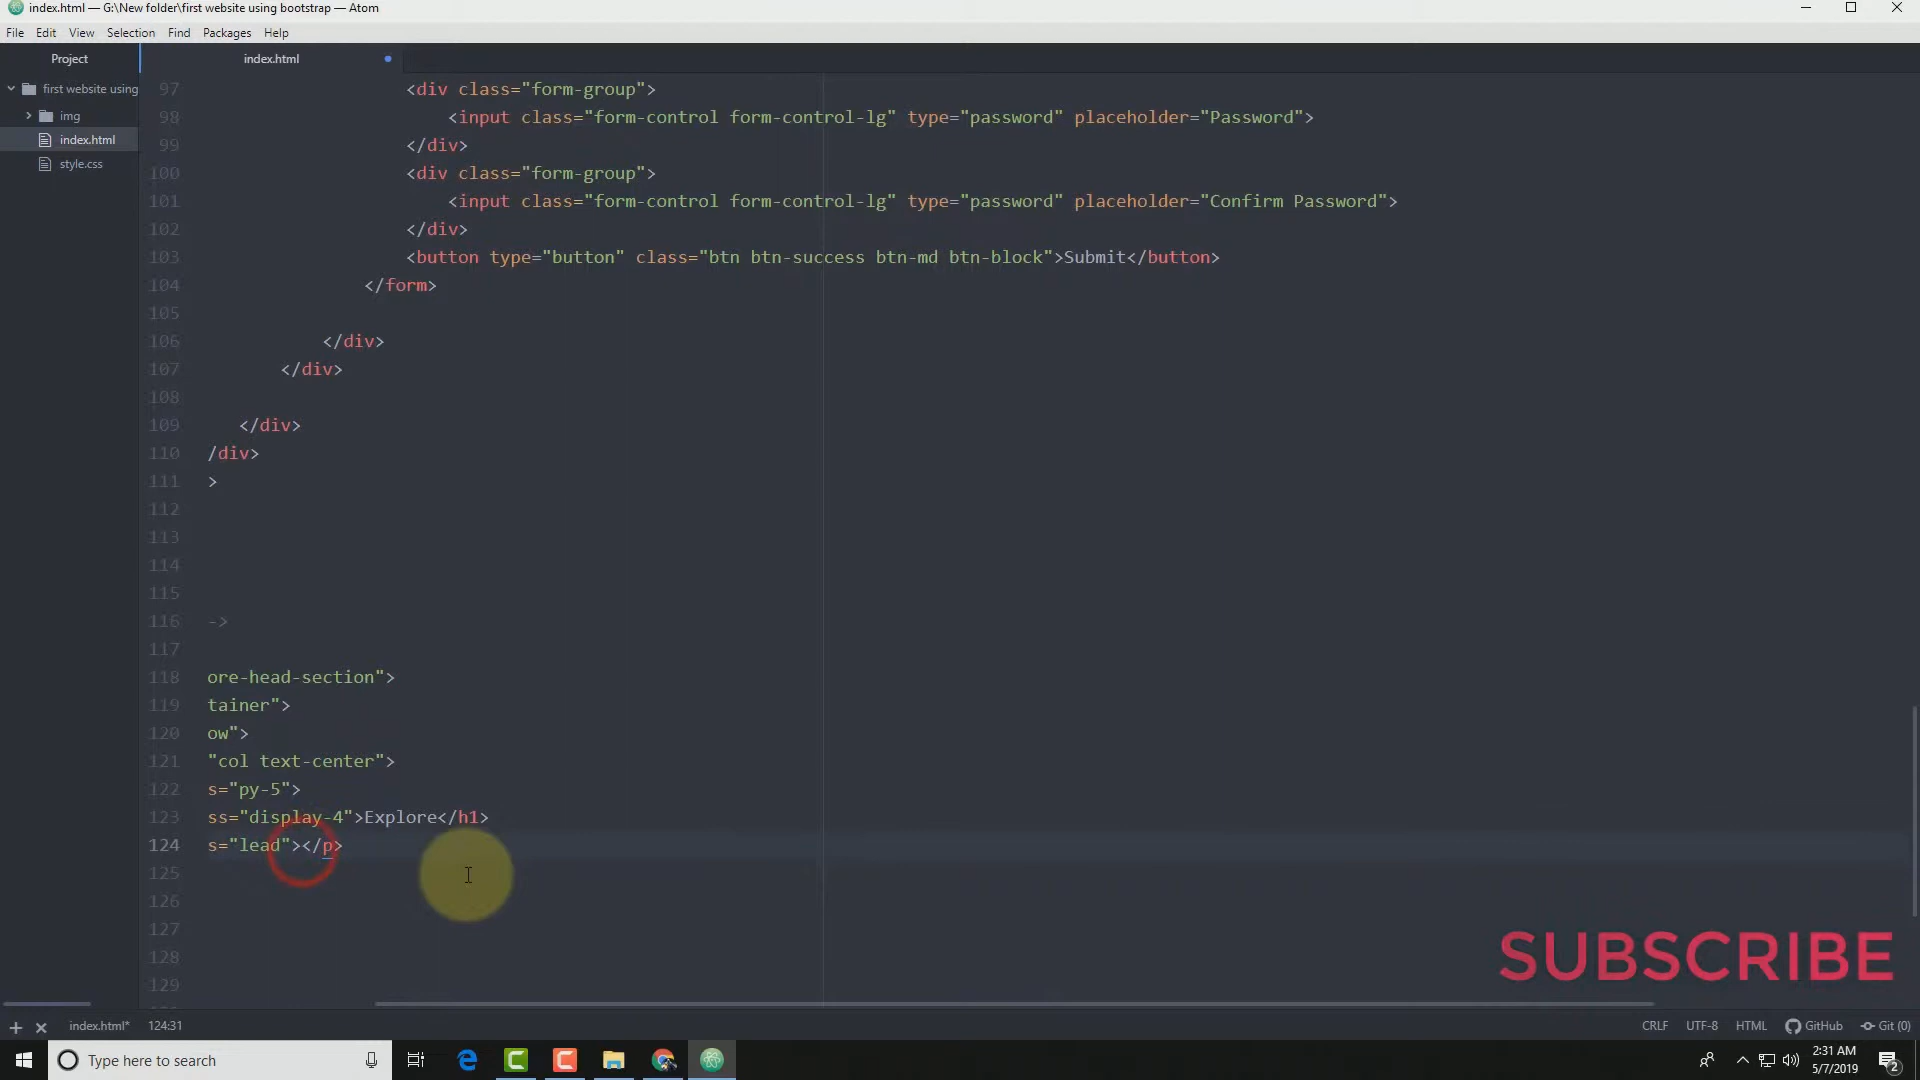 index.html — G:\New folder\first website using bootstrap — Atom
File Edit View Selection Find Packages Help
Project
index.html
first website using
img
index.html
style.css
97 <div class="form-group">
98 <input class="form-control form-control-lg" type="password" placeholder="Password">
99 </div>
100 <div class="form-group">
101 <input class="form-control form-control-lg" type="password" placeholder="Confirm Password">
102 </div>
103 <button type="button" class="btn btn-success btn-md btn-block">Submit</button>
104 </form>
105
106 </div>
107 </div>
108
109 </div>
110 /div>
111 >
112
113
114
115
116 ->
117
118 ore-head-section">
119 tainer">
120 ow">
121 "col text-center">
122 s="py-5">
123 ss="display-4">Explore</h1>
124 s="lead"></p>
125
126
127
128
129
SUBSCRIBE
index.html* 124:31 CRLF UTF-8 HTML GitHub Git (0)
Type here to search
2:31 AM
5/7/2019
2